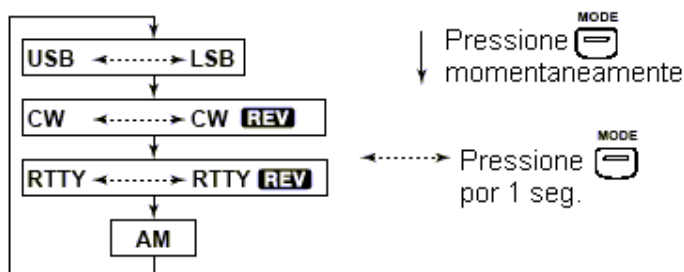 USB LSB
CW CW REV
RTTY RTTY REV
AM
MODE
Pressione
momentaneamente
MODE
Pressione
por 1 seg.